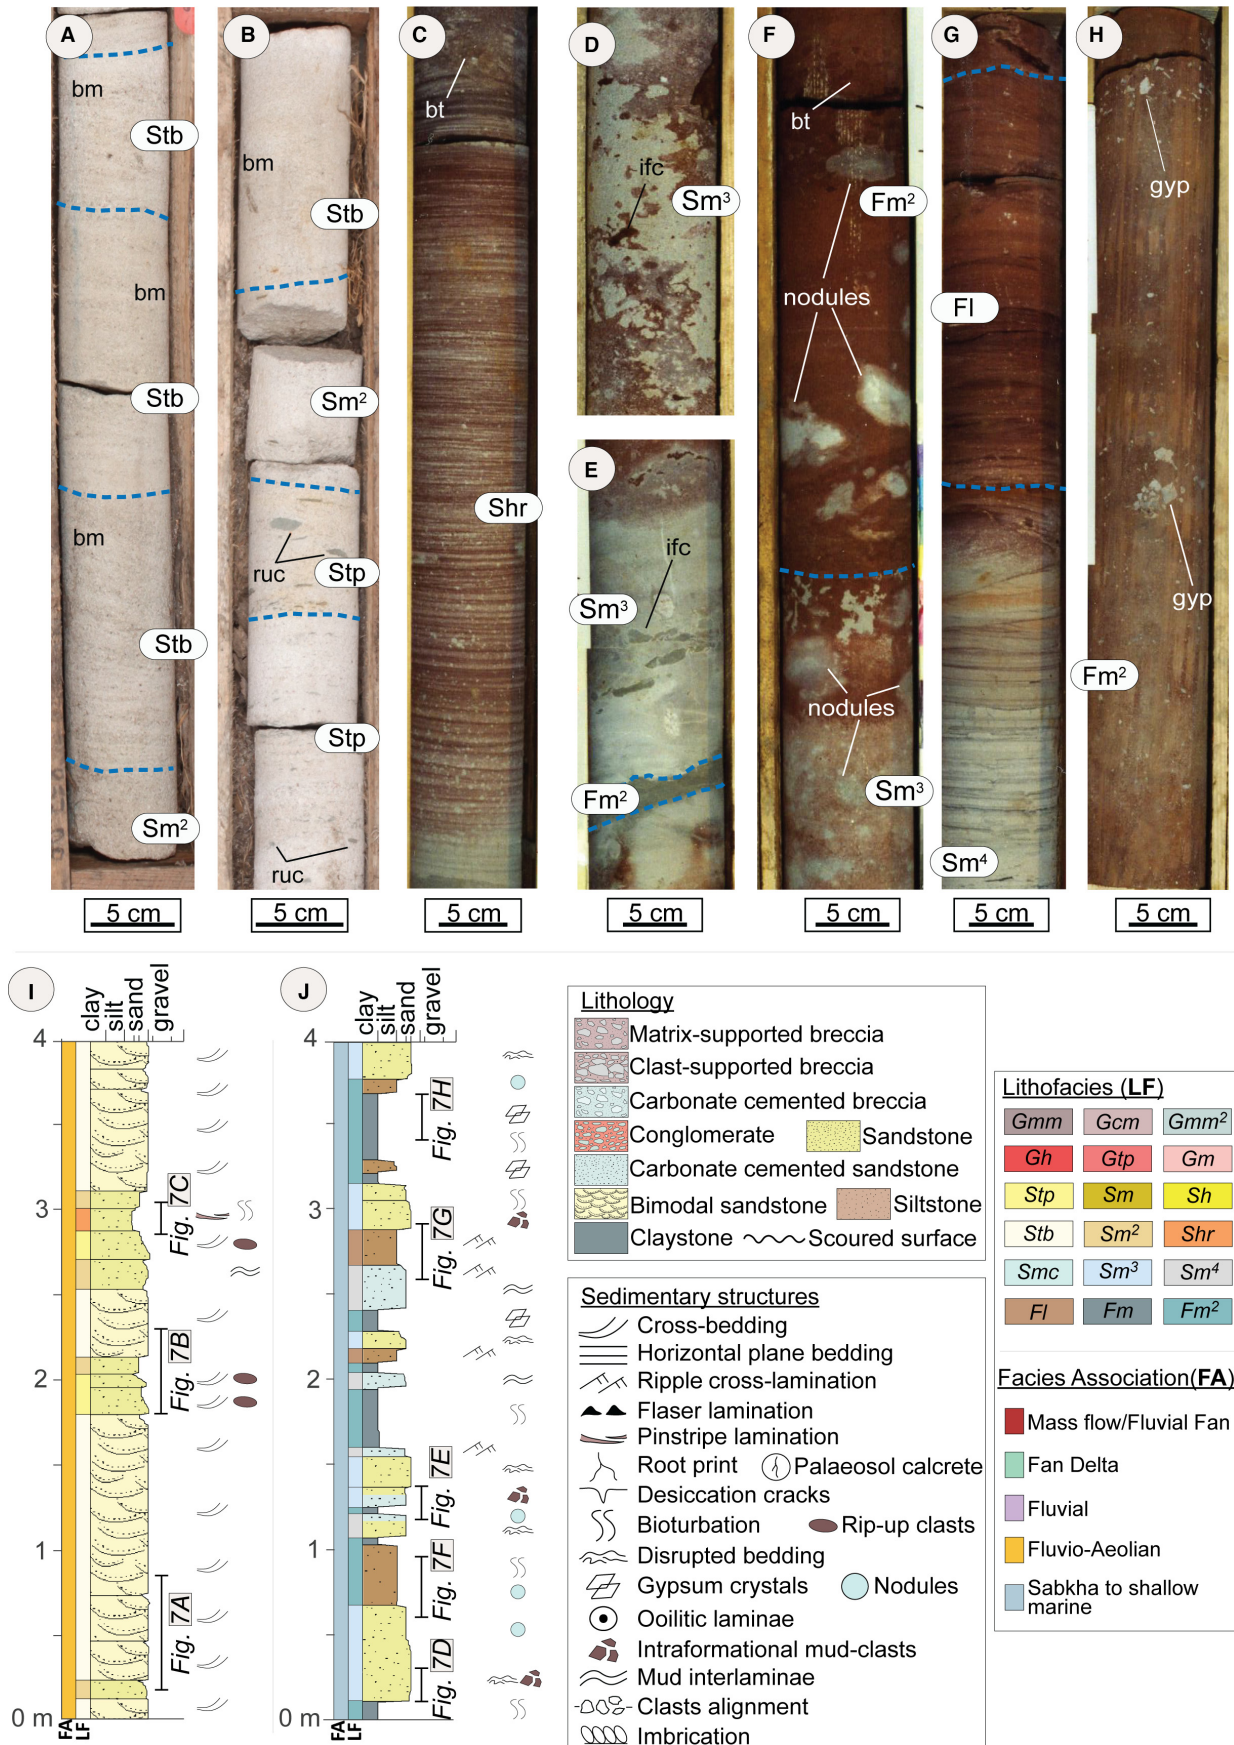 A
bm
Stb
bm
Stb
bm
Stb
Sm²
5 cm
B
bm
Stb
Sm²
ruc
Stp
Stp
ruc
5 cm
C
bt
Shr
5 cm
D
ifc
Sm³
E
ifc
Sm³
Fm²
5 cm
F
bt
Fm²
nodules
nodules
Sm³
5 cm
G
Fl
Sm⁴
5 cm
H
gyp
gyp
Fm²
5 cm
I
clay
silt
sand
gravel
4
3
2
1
0 m
Fig. 7C
Fig. 7B
Fig. 7A
FA
LF
J
clay
silt
sand
gravel
4
3
2
1
0 m
Fig. 7H
Fig. 7G
Fig. 7E
Fig. 7F
Fig. 7D
FA
LF
Lithology
Matrix-supported breccia
Clast-supported breccia
Carbonate cemented breccia
Conglomerate Sandstone
Carbonate cemented sandstone
Bimodal sandstone Siltstone
Claystone Scoured surface
Sedimentary structures
Cross-bedding
Horizontal plane bedding
Ripple cross-lamination
Flaser lamination
Pinstripe lamination
Root print Palaeosol calcrete
Desiccation cracks
Bioturbation Rip-up clasts
Disrupted bedding
Gypsum crystals Nodules
Ooilitic laminae
Intraformational mud-clasts
Mud interlaminae
Clasts alignment
Imbrication
Lithofacies (LF)
Gmm Gcm Gmm²
Gh Gtp Gm
Stp Sm Sh
Stb Sm² Shr
Smc Sm³ Sm⁴
Fl Fm Fm²
Facies Association(FA)
Mass flow/Fluvial Fan
Fan Delta
Fluvial
Fluvio-Aeolian
Sabkha to shallow
marine